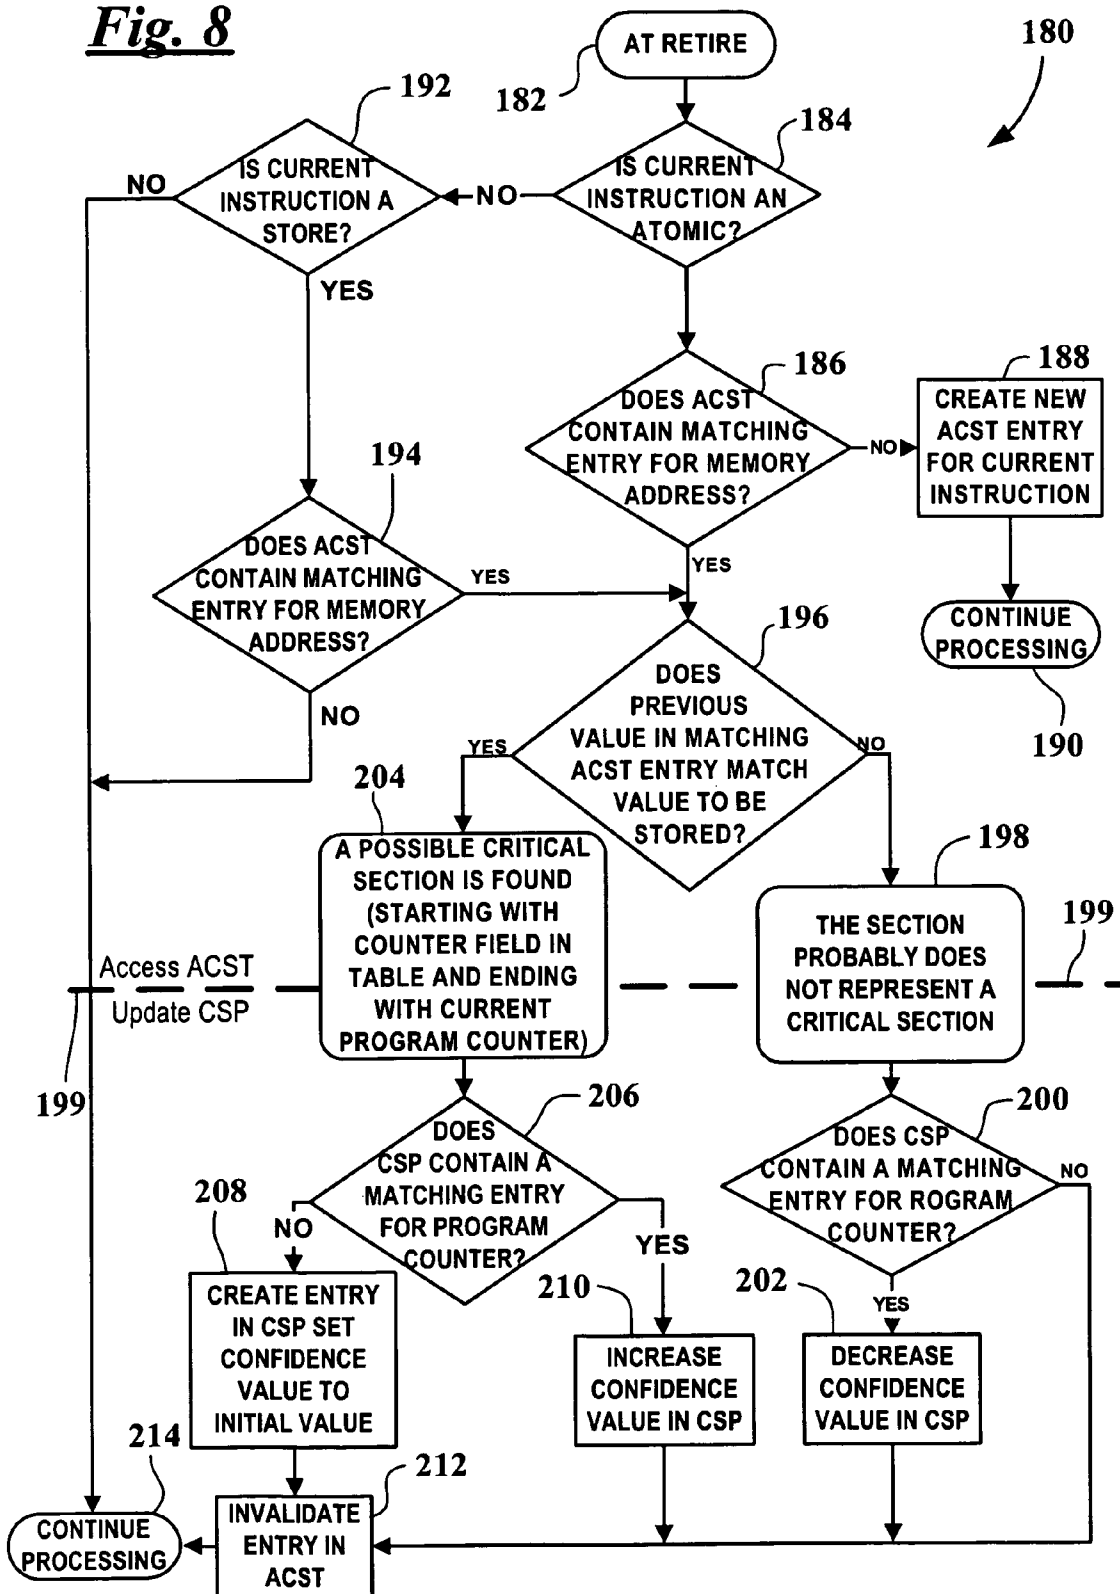 Fig. 8
AT RETIRE
180
182
192
184
IS CURRENT
INSTRUCTION A
STORE?
NO
NO
IS CURRENT
INSTRUCTION AN
ATOMIC?
YES
186
188
DOES ACST
CONTAIN MATCHING
ENTRY FOR MEMORY
ADDRESS?
NO
CREATE NEW
ACST ENTRY
FOR CURRENT
INSTRUCTION
194
DOES ACST
CONTAIN MATCHING
ENTRY FOR MEMORY
ADDRESS?
YES
YES
196
CONTINUE
PROCESSING
190
NO
DOES
PREVIOUS
VALUE IN MATCHING
ACST ENTRY MATCH
VALUE TO BE
STORED?
YES
NO
204
A POSSIBLE CRITICAL
SECTION IS FOUND
(STARTING WITH
COUNTER FIELD IN
TABLE AND ENDING
WITH CURRENT
PROGRAM COUNTER)
198
THE SECTION
PROBABLY DOES
NOT REPRESENT A
CRITICAL SECTION
199
Access ACST
Update CSP
199
206
DOES
CSP CONTAIN A
MATCHING ENTRY
FOR PROGRAM
COUNTER?
200
DOES CSP
CONTAIN A MATCHING
ENTRY FOR ROGRAM
COUNTER?
NO
208
NO
YES
CREATE ENTRY
IN CSP SET
CONFIDENCE
VALUE TO
INITIAL VALUE
210
INCREASE
CONFIDENCE
VALUE IN CSP
202
YES
DECREASE
CONFIDENCE
VALUE IN CSP
214
212
CONTINUE
PROCESSING
INVALIDATE
ENTRY IN
ACST